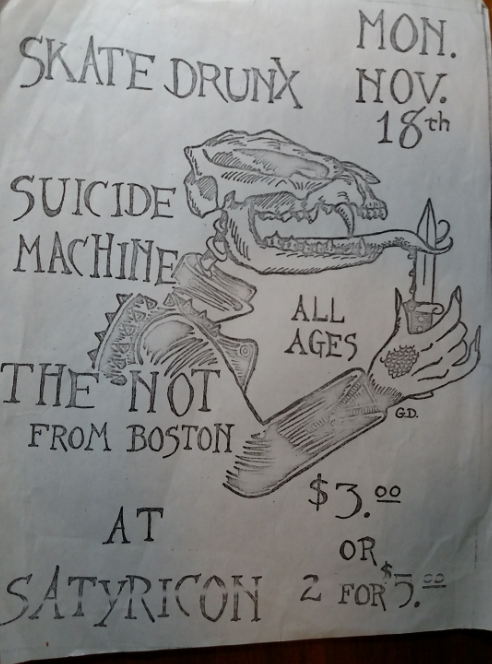 SKATE DRUNX
MON.
NOV.
18th
SUICIDE
MACHINE
ALL
AGES
THE NOT
FROM BOSTON
G.D.
$3.00
OR
2 FOR $5.00
AT
SATYRICON